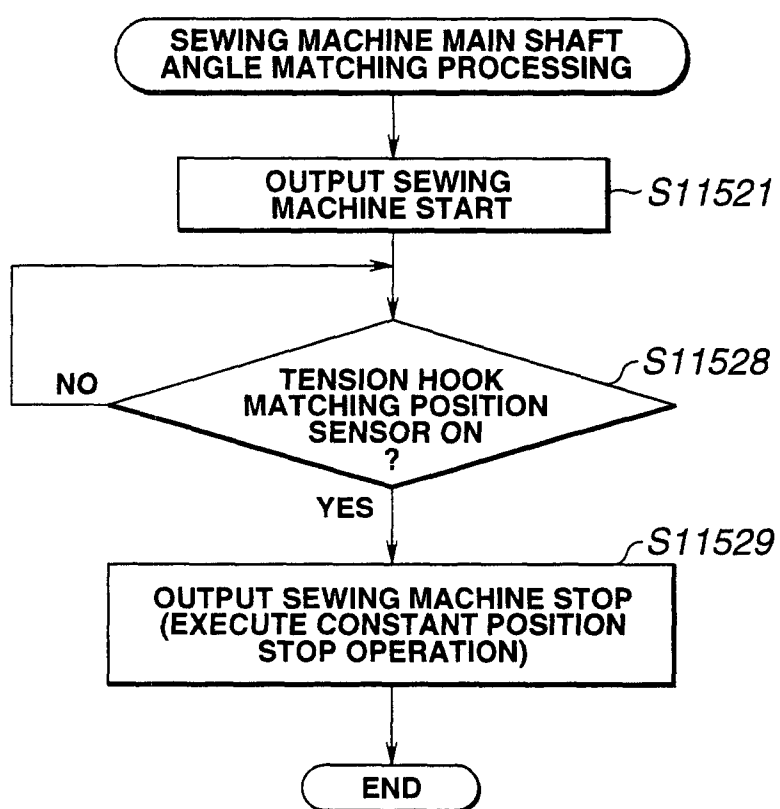 SEWING MACHINE MAIN SHAFT
ANGLE MATCHING PROCESSING
OUTPUT SEWING
MACHINE START
S11521
TENSION HOOK
MATCHING POSITION
SENSOR ON
?
S11528
NO
YES
OUTPUT SEWING MACHINE STOP
(EXECUTE CONSTANT POSITION
STOP OPERATION)
S11529
END